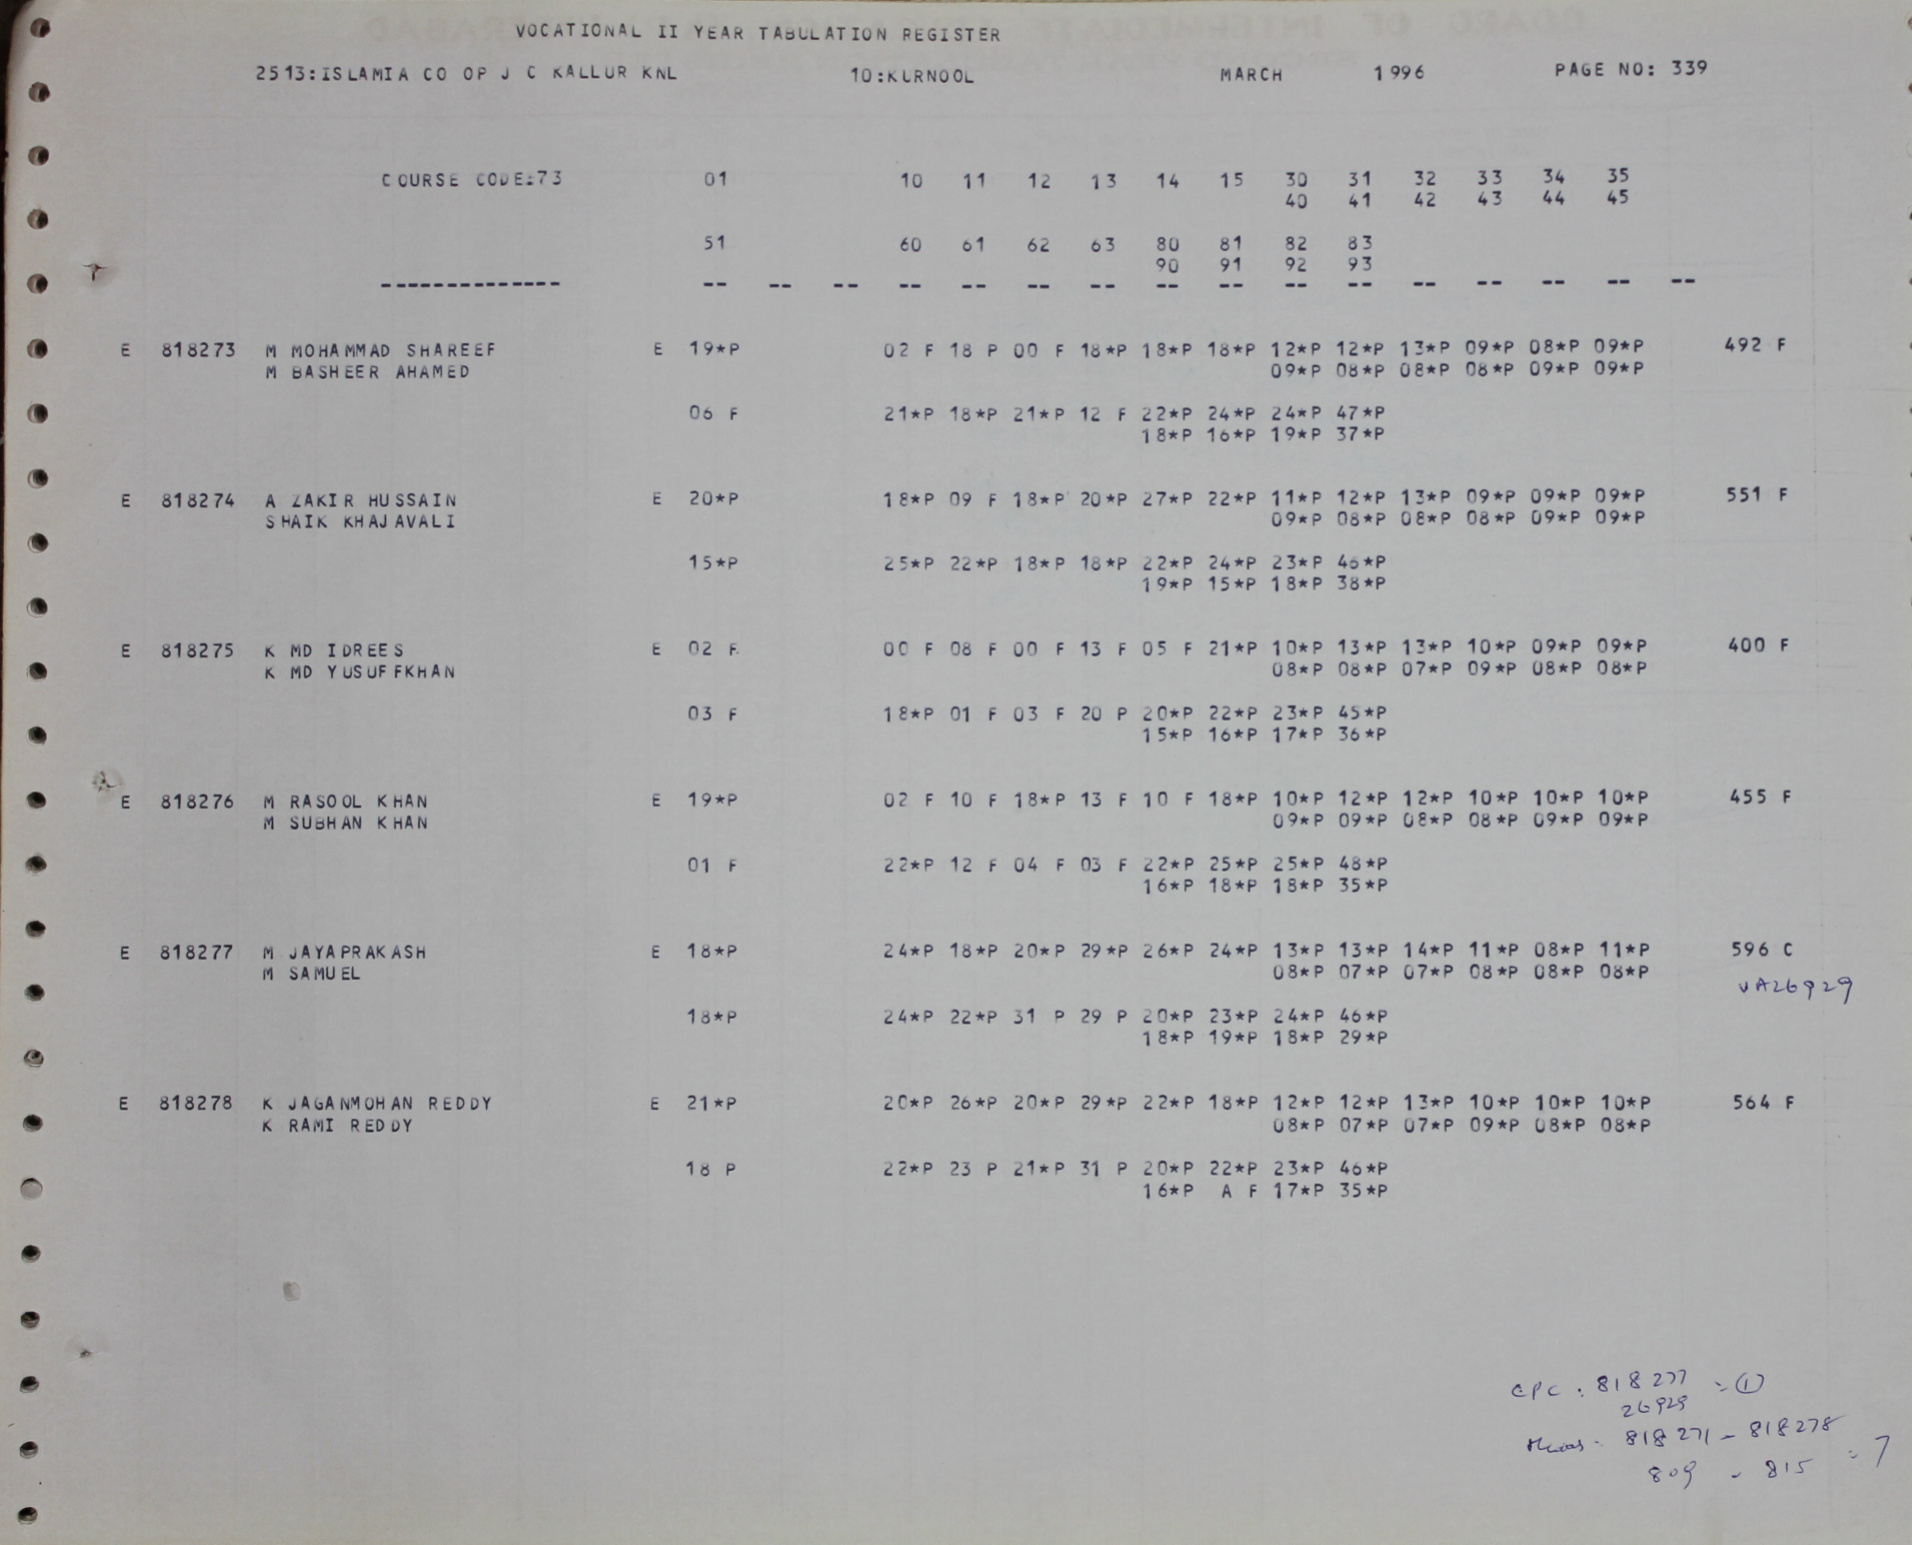 VOCATIONAL II YEAR TABULATION REGISTER
2513:ISLAMIA CO OP J C KALLUR KNL 10:KURNOOL MARCH 1996 PAGE NO: 339
COURSE CODE:73 01 10 11 12 13 14 15 30 31 32 33 34 35
40 41 42 43 44 45
51 60 61 62 63 80 81 82 83
90 91 92 93
-------------- -- -- -- -- -- -- -- -- -- -- -- -- -- -- -- --
E 818273 M MOHAMMAD SHAREEF E 19*P 02 F 18 P 00 F 18*P 18*P 18*P 12*P 12*P 13*P 09*P 08*P 09*P 492 F
M BASHEER AHAMED 09*P 08*P 08*P 08*P 09*P 09*P
06 F 21*P 18*P 21*P 12 F 22*P 24*P 24*P 47*P
18*P 16*P 19*P 37*P
E 818274 A ZAKIR HUSSAIN E 20*P 18*P 09 F 18*P 20*P 27*P 22*P 11*P 12*P 13*P 09*P 09*P 09*P 551 F
SHAIK KHAJAVALI 09*P 08*P 08*P 08*P 09*P 09*P
15*P 25*P 22*P 18*P 18*P 22*P 24*P 23*P 46*P
19*P 15*P 18*P 38*P
E 818275 K MD IDREES E 02 F 00 F 08 F 00 F 13 F 05 F 21*P 10*P 13*P 13*P 10*P 09*P 09*P 400 F
K MD YUSUFFKHAN 08*P 08*P 07*P 09*P 08*P 08*P
03 F 18*P 01 F 03 F 20 P 20*P 22*P 23*P 45*P
15*P 16*P 17*P 36*P
E 818276 M RASOOL KHAN E 19*P 02 F 10 F 18*P 13 F 10 F 18*P 10*P 12*P 12*P 10*P 10*P 10*P 455 F
M SUBHAN KHAN 09*P 09*P 08*P 08*P 09*P 09*P
01 F 22*P 12 F 04 F 03 F 22*P 25*P 25*P 48*P
16*P 18*P 18*P 35*P
E 818277 M JAYAPRAKASH E 18*P 24*P 18*P 20*P 29*P 26*P 24*P 13*P 13*P 14*P 11*P 08*P 11*P 596 C
M SAMUEL 08*P 07*P 07*P 08*P 08*P 08*P
VA26929
18*P 24*P 22*P 31 P 29 P 20*P 23*P 24*P 46*P
18*P 19*P 18*P 29*P
E 818278 K JAGANMOHAN REDDY E 21*P 20*P 26*P 20*P 29*P 22*P 18*P 12*P 12*P 13*P 10*P 10*P 10*P 564 F
K RAMI REDDY 08*P 07*P 07*P 09*P 08*P 08*P
18 P 22*P 23 P 21*P 31 P 20*P 22*P 23*P 46*P
16*P A F 17*P 35*P
CPC : 818277 = 1
26929
818271 - 818278
809 - 815 = 7